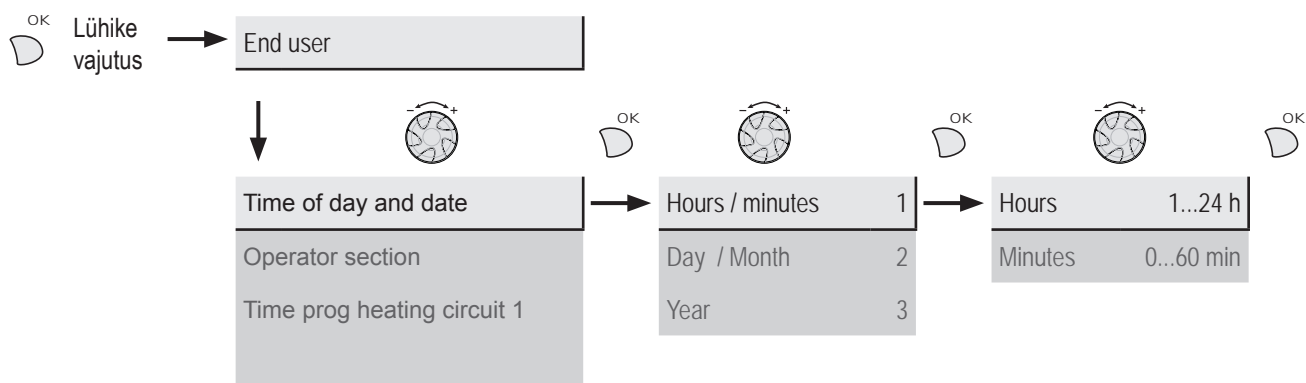 OK
Lühike
vajutus
End user
- +
OK
- +
OK
- +
OK
Time of day and date
Hours / minutes 1
Hours 1...24 h
Operator section
Day / Month 2
Minutes 0...60 min
Time prog heating circuit 1
Year 3